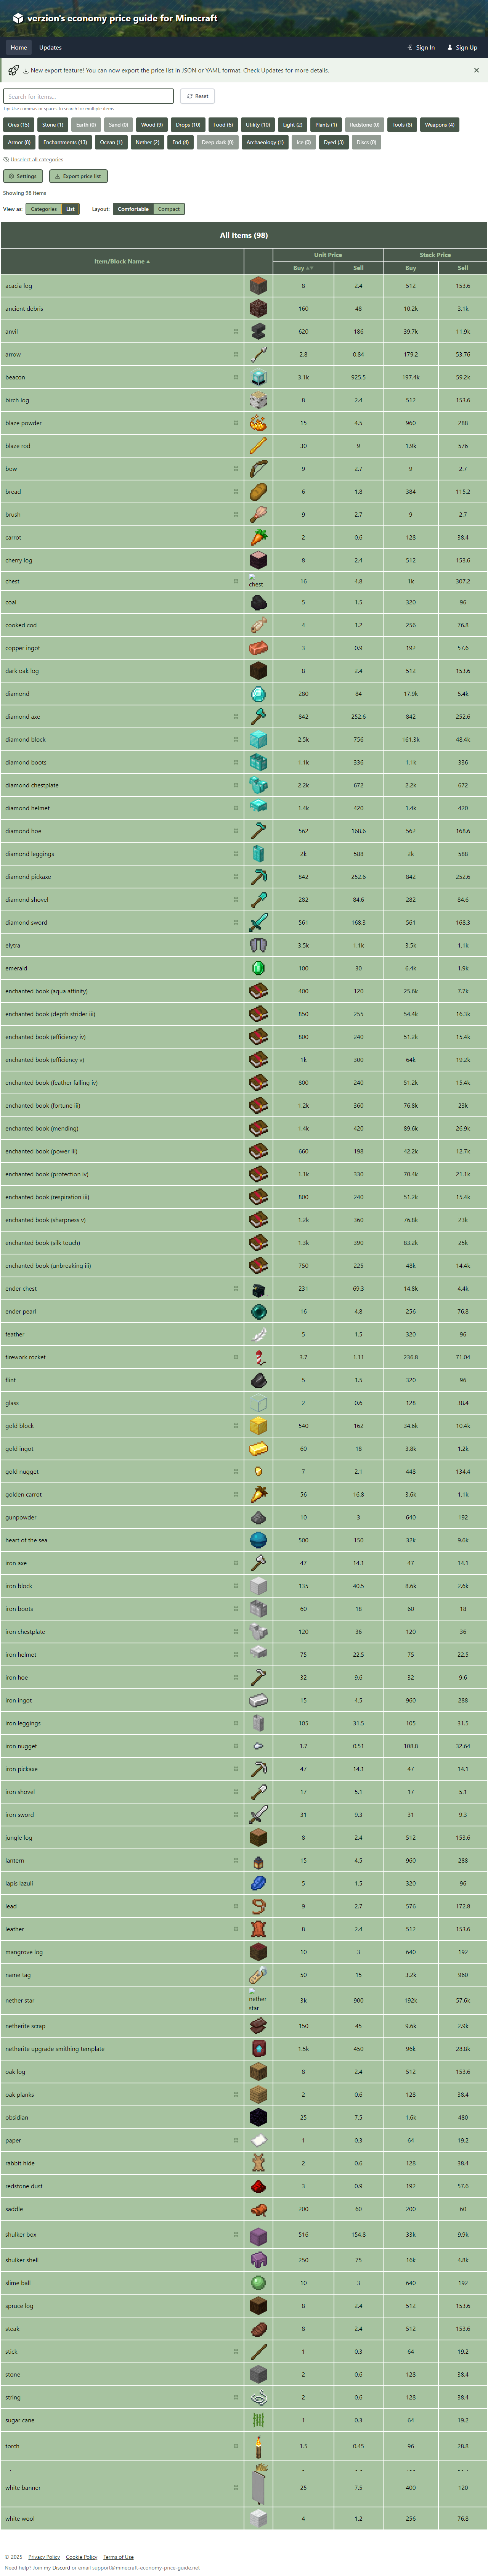 verzion's economy price guide for Minecraft
Home Updates Sign In Sign Up
New export feature! You can now export the price list in JSON or YAML format. Check Updates for more details.
Search for items...
Reset
Tip: Use commas or spaces to search for multiple items
Ores (15) Stone (1) Earth (0) Sand (0) Wood (9) Drops (10) Food (6) Utility (10) Light (2) Plants (1) Redstone (0) Tools (8) Weapons (4)
Armor (8) Enchantments (13) Ocean (1) Nether (2) End (4) Deep dark (0) Archaeology (1) Ice (0) Dyed (3) Discs (0)
Unselect all categories
Settings Export price list
Showing 98 items
View as: Categories List Layout: Comfortable Compact
All Items (98)
Item/Block Name Unit Price Stack Price
Buy Sell Buy Sell
acacia log 8 2.4 512 153.6
ancient debris 160 48 10.2k 3.1k
anvil 620 186 39.7k 11.9k
arrow 2.8 0.84 179.2 53.76
beacon 3.1k 925.5 197.4k 59.2k
birch log 8 2.4 512 153.6
blaze powder 15 4.5 960 288
blaze rod 30 9 1.9k 576
bow 9 2.7 9 2.7
bread 6 1.8 384 115.2
brush 9 2.7 9 2.7
carrot 2 0.6 128 38.4
cherry log 8 2.4 512 153.6
chest chest 16 4.8 1k 307.2
coal 5 1.5 320 96
cooked cod 4 1.2 256 76.8
copper ingot 3 0.9 192 57.6
dark oak log 8 2.4 512 153.6
diamond 280 84 17.9k 5.4k
diamond axe 842 252.6 842 252.6
diamond block 2.5k 756 161.3k 48.4k
diamond boots 1.1k 336 1.1k 336
diamond chestplate 2.2k 672 2.2k 672
diamond helmet 1.4k 420 1.4k 420
diamond hoe 562 168.6 562 168.6
diamond leggings 2k 588 2k 588
diamond pickaxe 842 252.6 842 252.6
diamond shovel 282 84.6 282 84.6
diamond sword 561 168.3 561 168.3
elytra 3.5k 1.1k 3.5k 1.1k
emerald 100 30 6.4k 1.9k
enchanted book (aqua affinity) 400 120 25.6k 7.7k
enchanted book (depth strider iii) 850 255 54.4k 16.3k
enchanted book (efficiency iv) 800 240 51.2k 15.4k
enchanted book (efficiency v) 1k 300 64k 19.2k
enchanted book (feather falling iv) 800 240 51.2k 15.4k
enchanted book (fortune iii) 1.2k 360 76.8k 23k
enchanted book (mending) 1.4k 420 89.6k 26.9k
enchanted book (power iii) 660 198 42.2k 12.7k
enchanted book (protection iv) 1.1k 330 70.4k 21.1k
enchanted book (respiration iii) 800 240 51.2k 15.4k
enchanted book (sharpness v) 1.2k 360 76.8k 23k
enchanted book (silk touch) 1.3k 390 83.2k 25k
enchanted book (unbreaking iii) 750 225 48k 14.4k
ender chest 231 69.3 14.8k 4.4k
ender pearl 16 4.8 256 76.8
feather 5 1.5 320 96
firework rocket 3.7 1.11 236.8 71.04
flint 5 1.5 320 96
glass 2 0.6 128 38.4
gold block 540 162 34.6k 10.4k
gold ingot 60 18 3.8k 1.2k
gold nugget 7 2.1 448 134.4
golden carrot 56 16.8 3.6k 1.1k
gunpowder 10 3 640 192
heart of the sea 500 150 32k 9.6k
iron axe 47 14.1 47 14.1
iron block 135 40.5 8.6k 2.6k
iron boots 60 18 60 18
iron chestplate 120 36 120 36
iron helmet 75 22.5 75 22.5
iron hoe 32 9.6 32 9.6
iron ingot 15 4.5 960 288
iron leggings 105 31.5 105 31.5
iron nugget 1.7 0.51 108.8 32.64
iron pickaxe 47 14.1 47 14.1
iron shovel 17 5.1 17 5.1
iron sword 31 9.3 31 9.3
jungle log 8 2.4 512 153.6
lantern 15 4.5 960 288
lapis lazuli 5 1.5 320 96
lead 9 2.7 576 172.8
leather 8 2.4 512 153.6
mangrove log 10 3 640 192
name tag 50 15 3.2k 960
nether star nether star 3k 900 192k 57.6k
netherite scrap 150 45 9.6k 2.9k
netherite upgrade smithing template 1.5k 450 96k 28.8k
oak log 8 2.4 512 153.6
oak planks 2 0.6 128 38.4
obsidian 25 7.5 1.6k 480
paper 1 0.3 64 19.2
rabbit hide 2 0.6 128 38.4
redstone dust 3 0.9 192 57.6
saddle 200 60 200 60
shulker box 516 154.8 33k 9.9k
shulker shell 250 75 16k 4.8k
slime ball 10 3 640 192
spruce log 8 2.4 512 153.6
steak 8 2.4 512 153.6
stick 1 0.3 64 19.2
stone 2 0.6 128 38.4
string 2 0.6 128 38.4
sugar cane 1 0.3 64 19.2
torch 1.5 0.45 96 28.8
white banner 25 7.5 400 120
white wool 4 1.2 256 76.8
© 2025 Privacy Policy Cookie Policy Terms of Use
Need help? Join my Discord or email support@minecraft-economy-price-guide.net